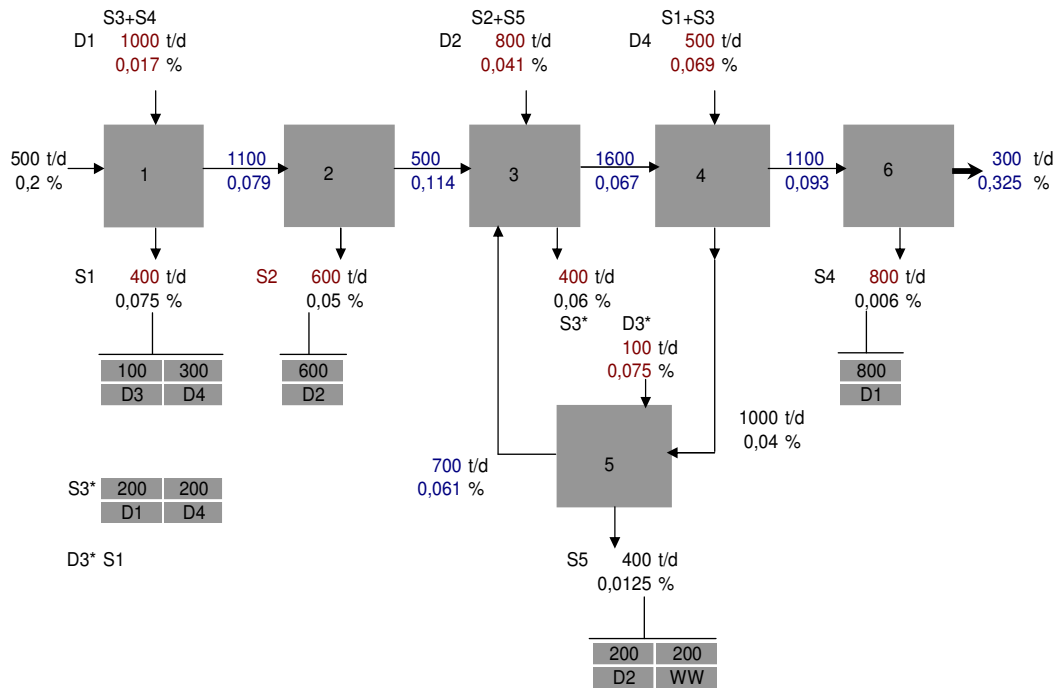 S3+S4
D1 1000 t/d
0,017 %
S2+S5
D2 800 t/d
0,041 %
S1+S3
D4 500 t/d
0,069 %
500 t/d
0,2 %
1
1100
0,079
2
500
0,114
3
1600
0,067
4
1100
0,093
6
300 t/d
0,325 %
S1 400 t/d
0,075 %
S2 600 t/d
0,05 %
400 t/d
0,06 %
S3*
S4 800 t/d
0,006 %
D3*
100 t/d
0,075 %
100 300
D3 D4
600
D2
800
D1
1000 t/d
0,04 %
700 t/d
0,061 %
5
S3* 200 200
D1 D4
D3* S1
S5 400 t/d
0,0125 %
200 200
D2 WW